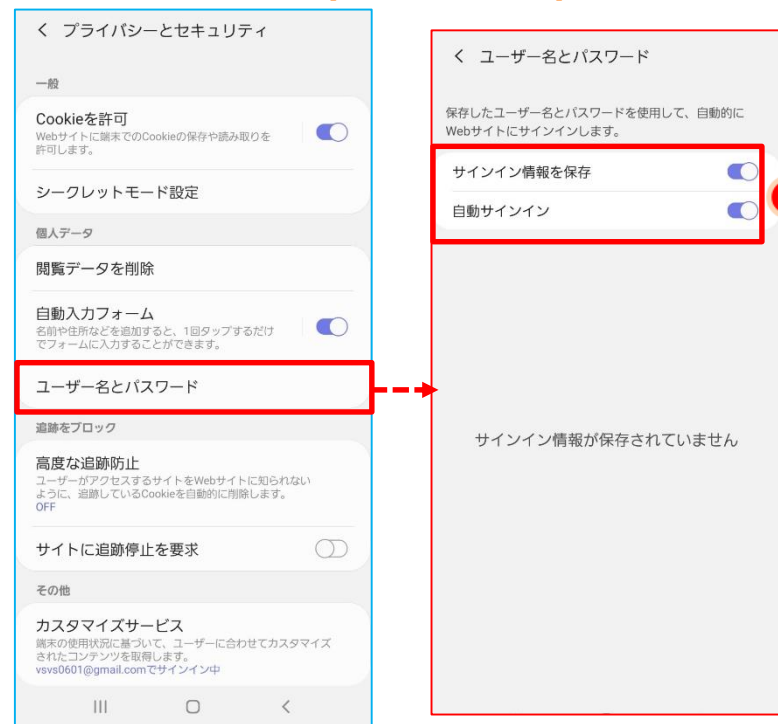 プライバシーとセキュリティ
一般
Cookieを許可
Webサイトに端末でのCookieの保存や読み取りを
許可します。
シークレットモード設定
個人データ
閲覧データを削除
自動入力フォーム
名前や住所などを追加すると、1回タップするだけ
でフォームに入力することができます。
ユーザー名とパスワード
追跡をブロック
高度な追跡防止
ユーザーがアクセスするサイトをWebサイトに知られない
ように、追跡しているCookieを自動的に削除します。
OFF
サイトに追跡停止を要求
その他
カスタマイズサービス
端末の使用状況に基づいて、ユーザーに合わせてカスタマイズ
されたコンテンツを取得します。
vsvs0601@gmail.comでサインイン中
ユーザー名とパスワード
保存したユーザー名とパスワードを使用して、自動的に
Webサイトにサインインします。
サインイン情報を保存
自動サインイン
サインイン情報が保存されていません